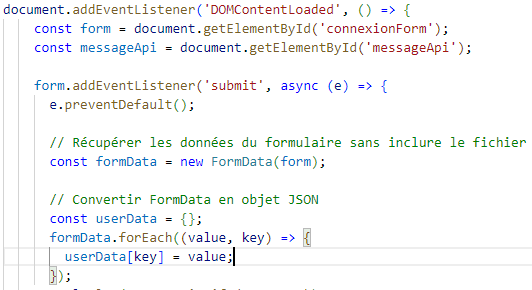 document.addEventListener('DOMContentLoaded', () => {
const form = document.getElementById('connexionForm');
const messageApi = document.getElementById('messageApi');
form.addEventListener('submit', async (e) => {
e.preventDefault();
// Récupérer les données du formulaire sans inclure le fichier
const formData = new FormData(form);
// Convertir FormData en objet JSON
const userData = {};
formData.forEach((value, key) => {
userData[key] = value;
});